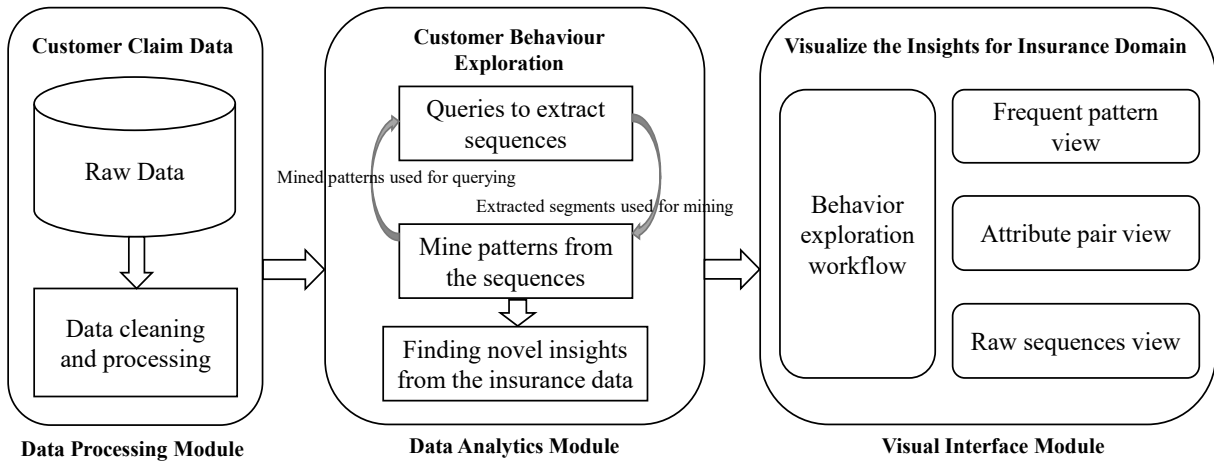 Customer Claim Data
Raw Data
Data cleaning
and processing
Data Processing Module
Customer Behaviour
Exploration
Queries to extract
sequences
Mined patterns used for querying
Extracted segments used for mining
Mine patterns from
the sequences
Finding novel insights
from the insurance data
Data Analytics Module
Visualize the Insights for Insurance Domain
Behavior
exploration
workflow
Frequent pattern
view
Attribute pair view
Raw sequences view
Visual Interface Module